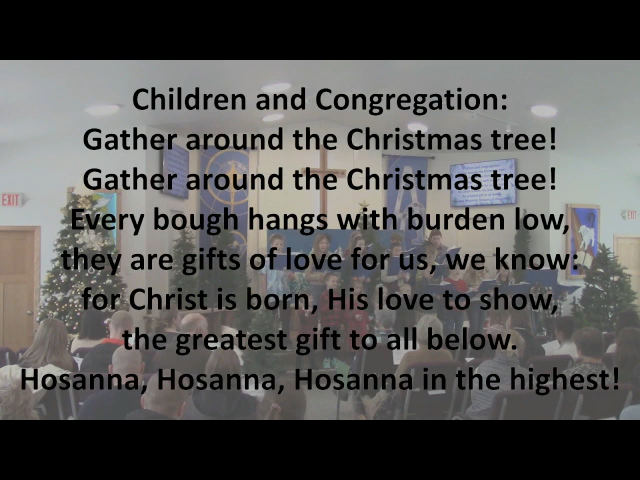 Children and Congregation:
Gather around the Christmas tree!
Gather around the Christmas tree!
Every bough hangs with burden low,
they are gifts of love for us, we know:
for Christ is born, His love to show,
the greatest gift to all below.
Hosanna, Hosanna, Hosanna in the highest!
EXIT
EXIT